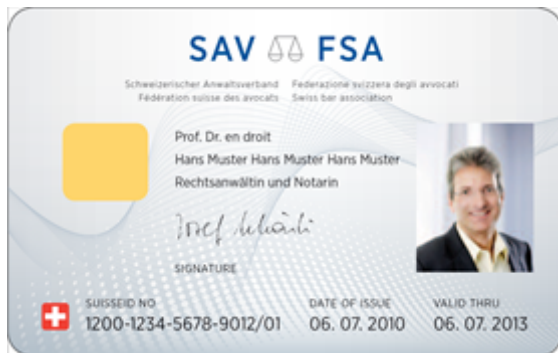 SAV FSA
Schweizerischer Anwaltsverband Federazione svizzera degli avvocati
Fédération suisse des avocats Swiss bar association
Prof. Dr. en droit
Hans Muster Hans Muster Hans Muster
Rechtsanwältin und Notarin
SIGNATURE
SUISSEID NO DATE OF ISSUE VALID THRU
1200-1234-5678-9012/01 06. 07. 2010 06. 07. 2013